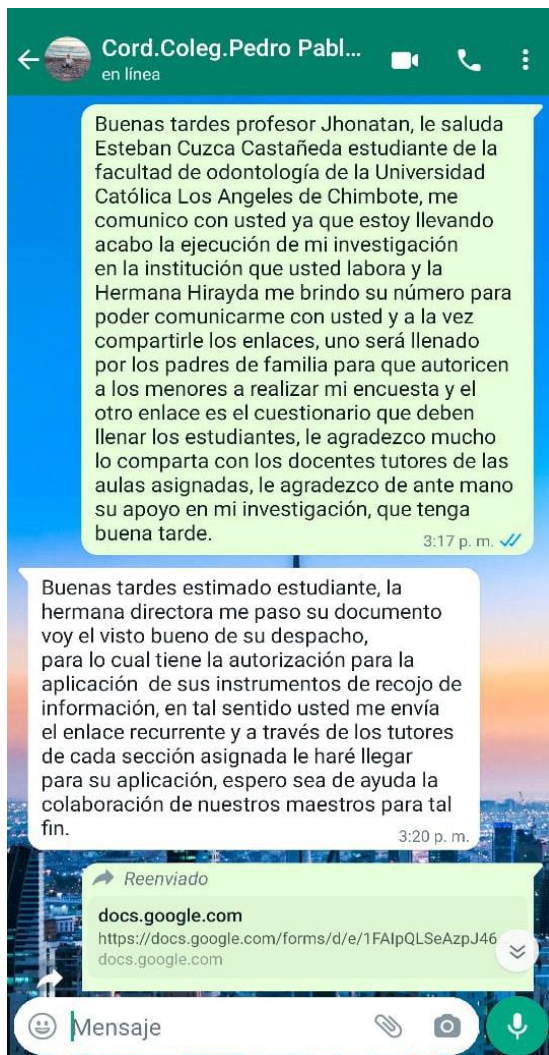 Cord.Coleg.Pedro Pabl...
en línea
Buenas tardes profesor Jhonatan, le saluda
Esteban Cuzca Castañeda estudiante de la
facultad de odontología de la Universidad
Católica Los Angeles de Chimbote, me
comunico con usted ya que estoy llevando
acabo la ejecución de mi investigación
en la institución que usted labora y la
Hermana Hirayda me brindo su número para
poder comunicarme con usted y a la vez
compartirle los enlaces, uno será llenado
por los padres de familia para que autoricen
a los menores a realizar mi encuesta y el
otro enlace es el cuestionario que deben
llenar los estudiantes, le agradezco mucho
lo comparta con los docentes tutores de las
aulas asignadas, le agradezco de ante mano
su apoyo en mi investigación, que tenga
buena tarde.
3:17 p. m.
Buenas tardes estimado estudiante, la
hermana directora me paso su documento
voy el visto bueno de su despacho,
para lo cual tiene la autorización para la
aplicación de sus instrumentos de recojo de
información, en tal sentido usted me envía
el enlace recurrente y a través de los tutores
de cada sección asignada le haré llegar
para su aplicación, espero sea de ayuda la
colaboración de nuestros maestros para tal
fin.
3:20 p. m.
Reenviado
docs.google.com
https://docs.google.com/forms/d/e/1FAIpQLSeAzpJ46
docs.google.com
Mensaje